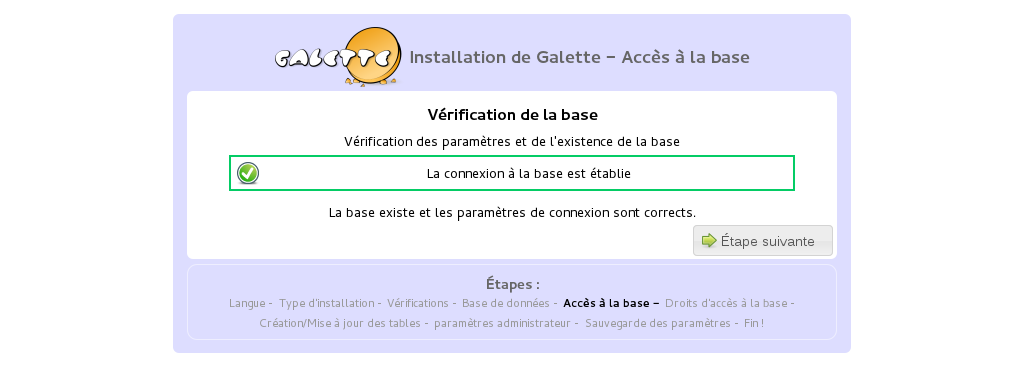 GALETTE Installation de Galette - Accès à la base
Vérification de la base
Vérification des paramètres et de l'existence de la base
La connexion à la base est établie
La base existe et les paramètres de connexion sont corrects.
Étape suivante
Étapes :
Langue - Type d'installation - Vérifications - Base de données - Accès à la base - Droits d'accès à la base -
Création/Mise à jour des tables - paramètres administrateur - Sauvegarde des paramètres - Fin !